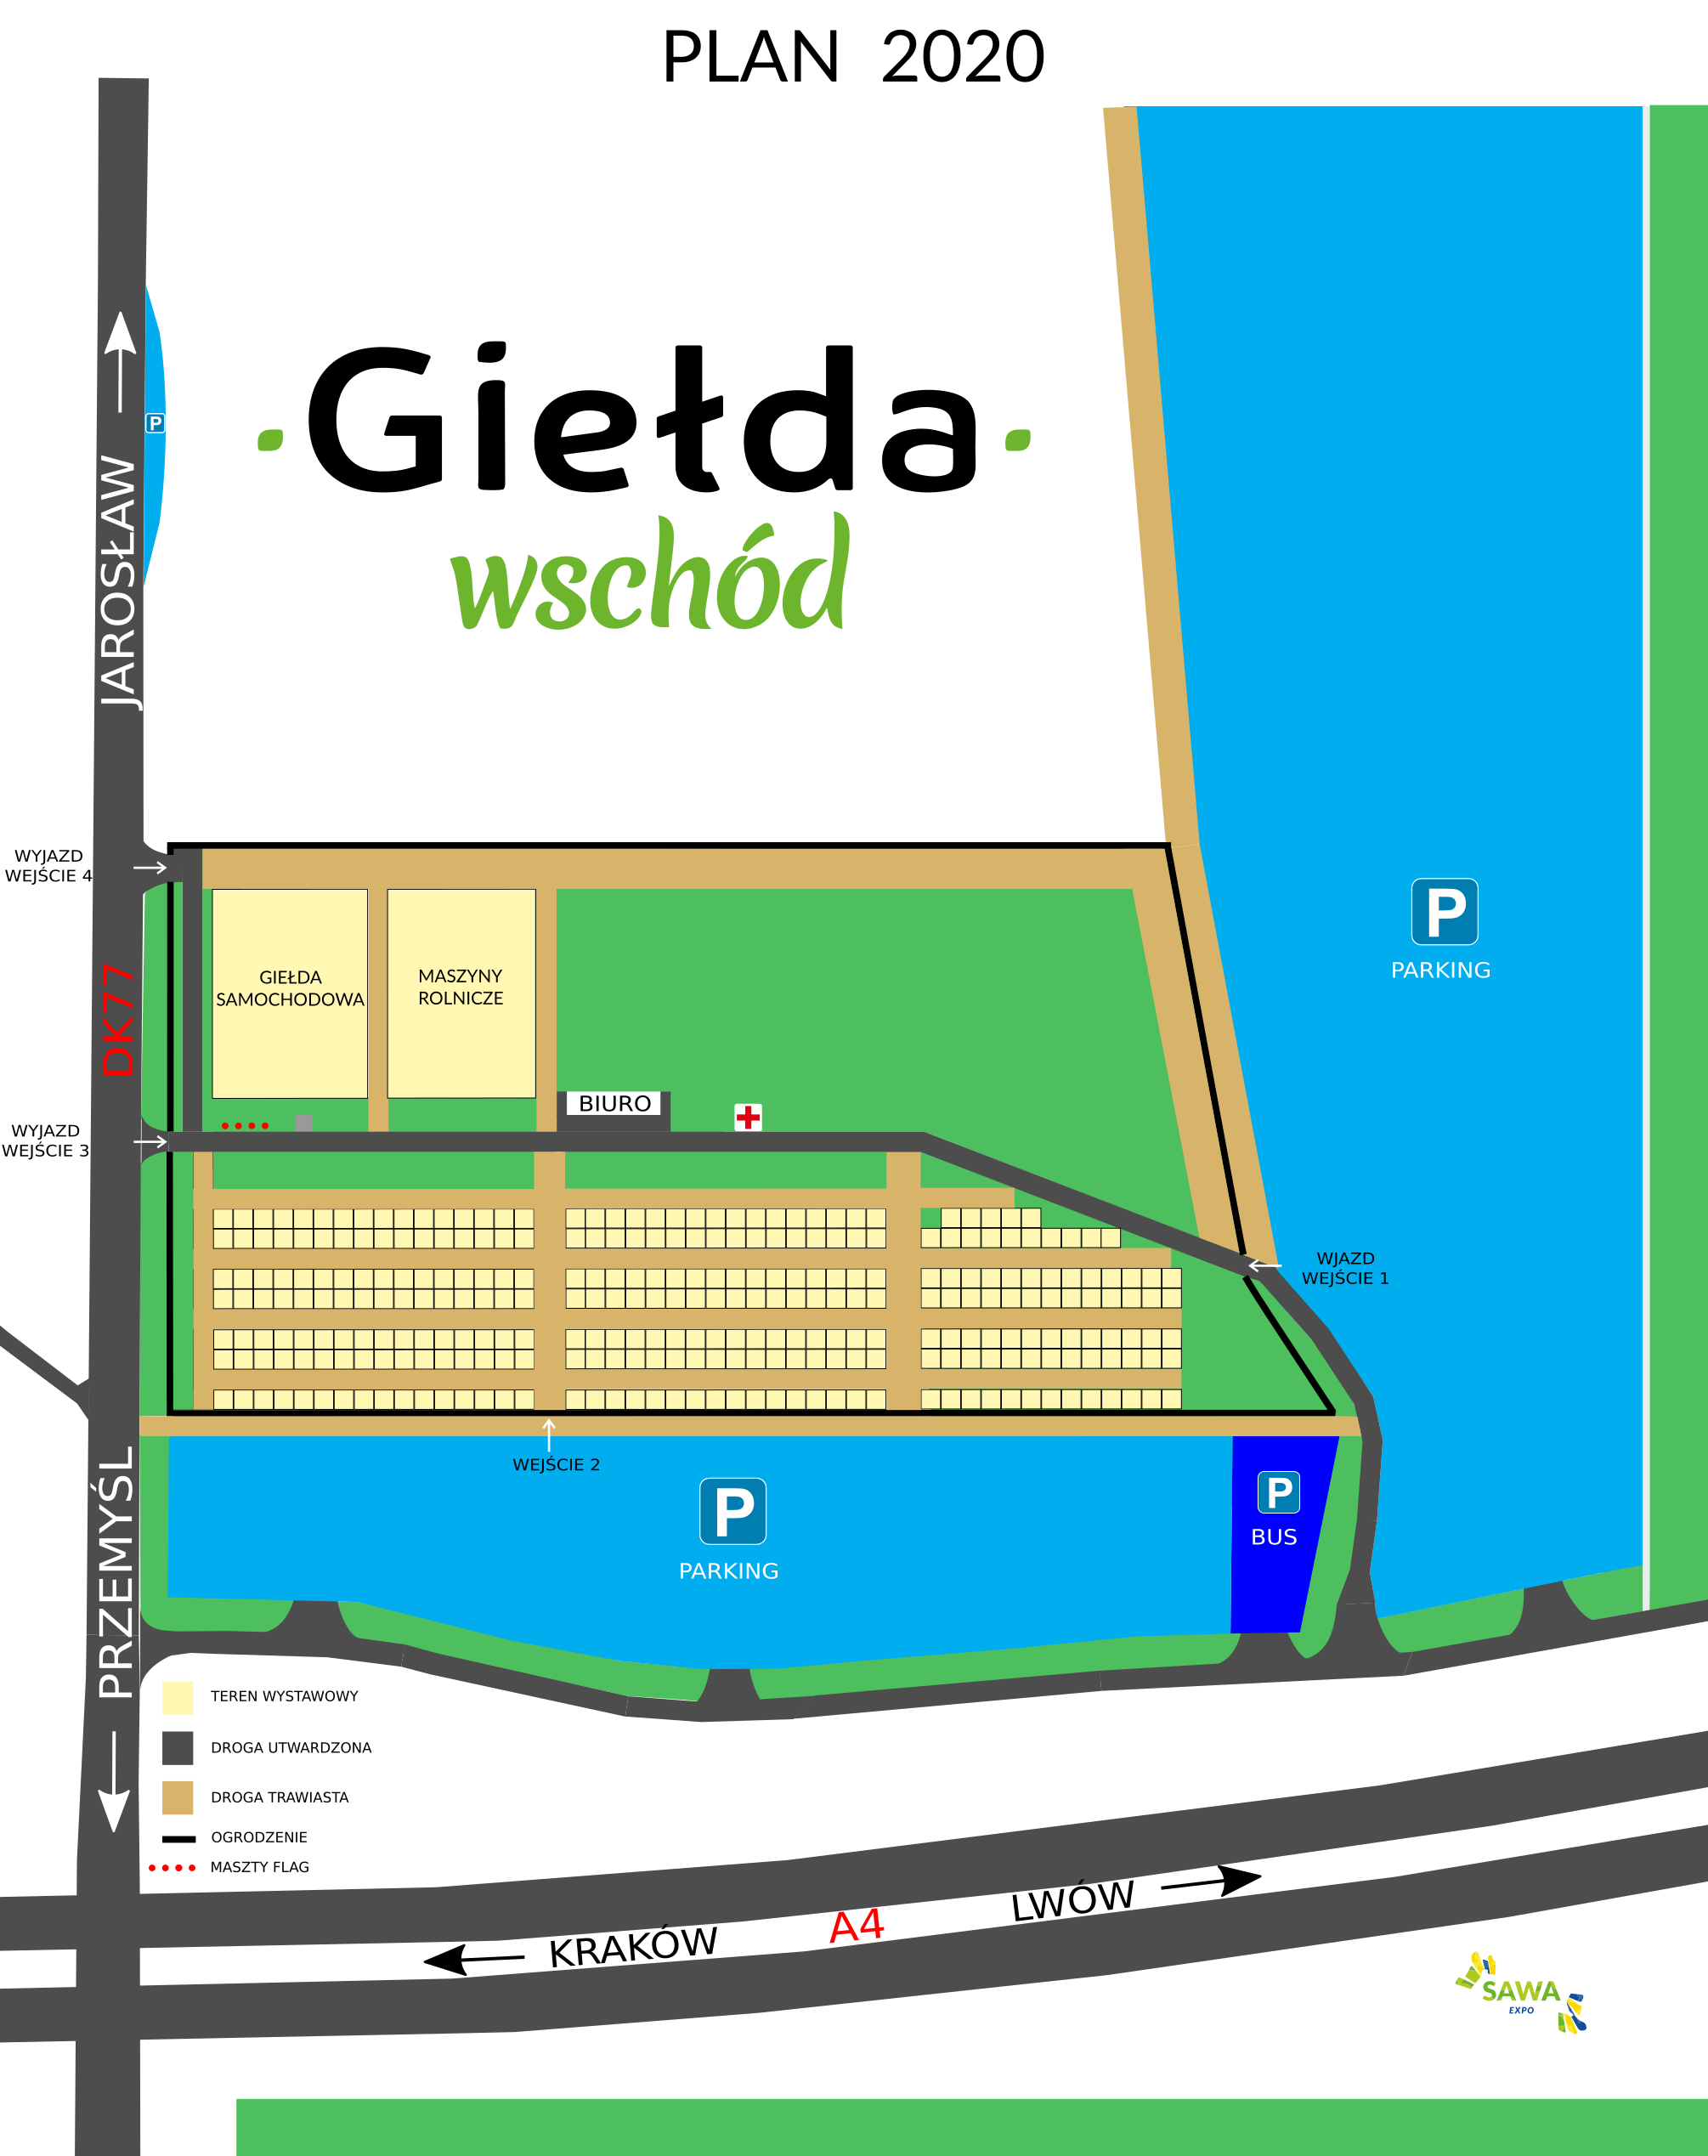 PLAN 2020
Giełda
wschód
P
JAROSŁAW
WYJAZD
WEJŚCIE 4
P
PARKING
GIEŁDA
SAMOCHODOWA
MASZYNY
ROLNICZE
DK77
BIURO
WYJAZD
WEJŚCIE 3
WJAZD
WEJŚCIE 1
WEJŚCIE 2
P
PARKING
P
BUS
PRZEMYŚL
TEREN WYSTAWOWY
DROGA UTWARDZONA
DROGA TRAWIASTA
OGRODZENIE
MASZTY FLAG
KRAKÓW
A4
LWÓW
SAWA
EXPO